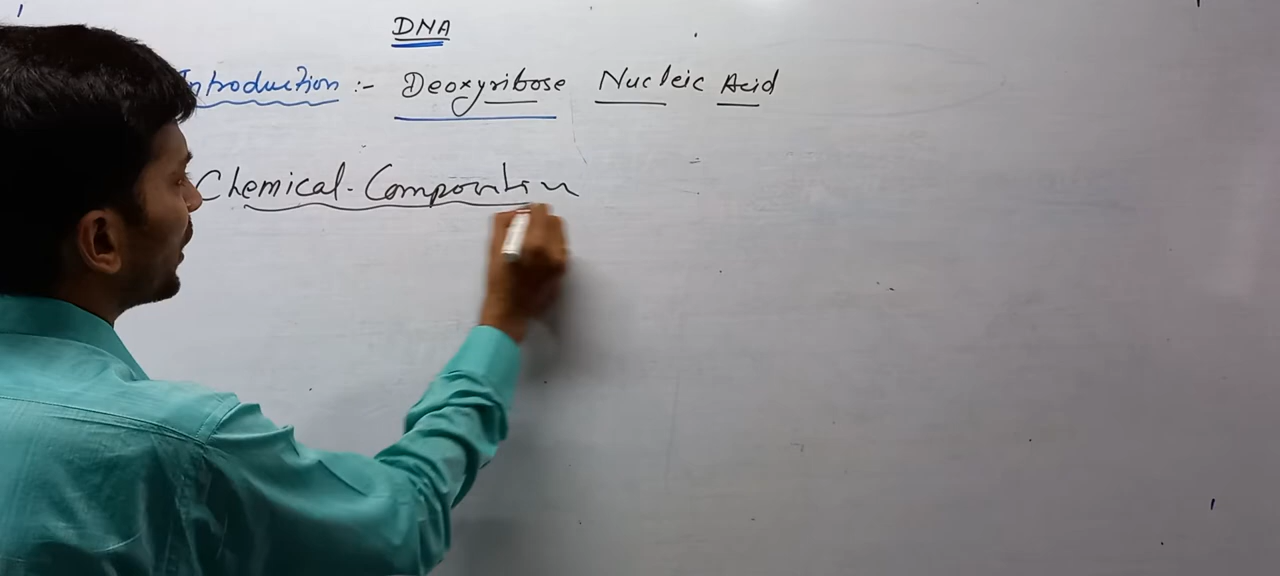 DNA
Introduction :- Deoxyribose Nucleic Acid
Chemical Composition